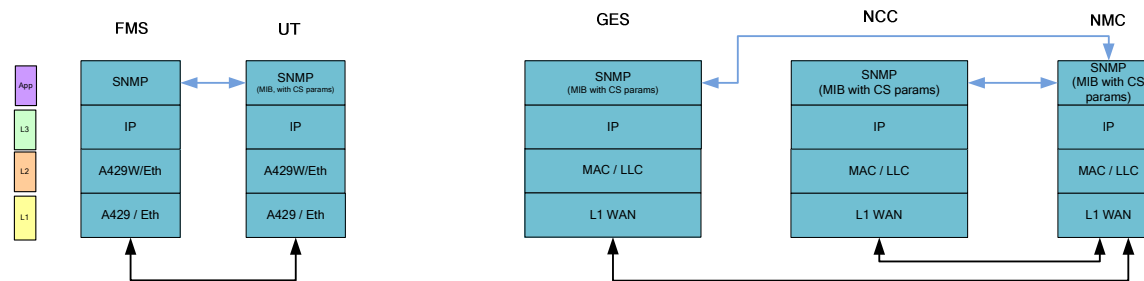 FMS
UT
GES
NCC
NMC
App
L3
L2
L1
SNMP
IP
A429W/Eth
A429 / Eth
SNMP
(MIB, with CS params)
IP
A429W/Eth
A429 / Eth
SNMP
(MIB with CS params)
IP
MAC / LLC
L1 WAN
SNMP
(MIB with CS params)
IP
MAC / LLC
L1 WAN
SNMP
(MIB with CS
params)
IP
MAC / LLC
L1 WAN